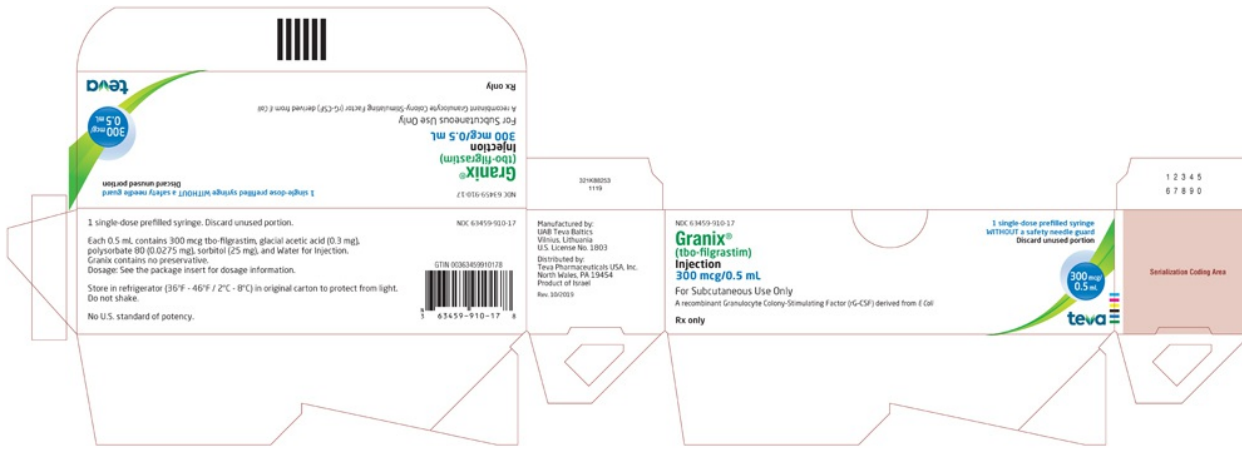 teva
Rx only
A recombinant Granulocyte Colony-Stimulating Factor (rG-CSF) derived from E Coli
For Subcutaneous Use Only
300 mcg/0.5 mL
Injection
(tbo-filgrastim)
Granix®
NDC 63459-910-17
300 mcg/
0.5 mL
1 single-dose prefilled syringe WITHOUT a safety needle guard
Discard unused portion
1 single-dose prefilled syringe. Discard unused portion.
NDC 63459-910-17
Each 0.5 mL contains 300 mcg tbo-filgrastim, glacial acetic acid (0.3 mg),
polysorbate 80 (0.0275 mg), sorbitol (25 mg), and Water for Injection.
Granix contains no preservative.
Dosage: See the package insert for dosage information.
Store in refrigerator (36°F - 46°F / 2°C - 8°C) in original carton to protect from light.
Do not shake.
No U.S. standard of potency.
GTIN 00363459910178
N
3 63459-910-17 8
321K88253
1119
Manufactured by:
UAB Teva Baltics
Vilnius, Lithuania
U.S. License No. 1803
Distributed by:
Teva Pharmaceuticals USA, Inc.
North Wales, PA 19454
Product of Israel
Rev. 10/2019
NDC 63459-910-17
Granix®
(tbo-filgrastim)
Injection
300 mcg/0.5 mL
For Subcutaneous Use Only
A recombinant Granulocyte Colony-Stimulating Factor (rG-CSF) derived from E Coli
Rx only
1 single-dose prefilled syringe
WITHOUT a safety needle guard
Discard unused portion
300 mcg/
0.5 mL
teva
1 2 3 4 5
6 7 8 9 0
Serialization Coding Area